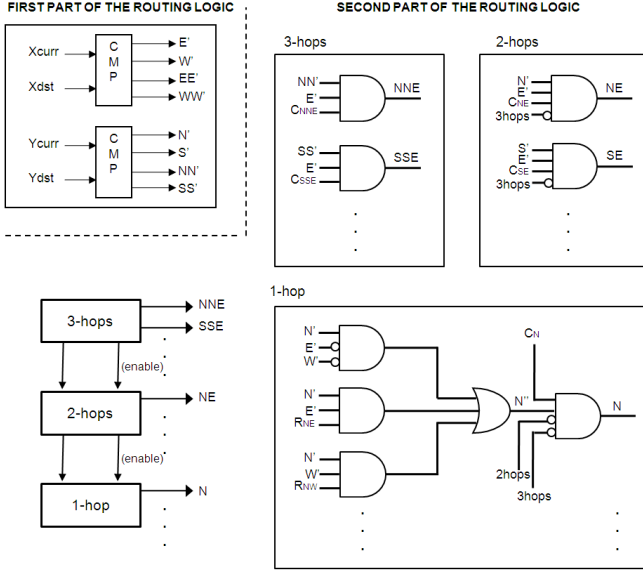 FIRST PART OF THE ROUTING LOGIC
SECOND PART OF THE ROUTING LOGIC
Xcurr
Xdst
C
M
P
E'
W'
EE'
WW'
Ycurr
Ydst
C
M
P
N'
S'
NN'
SS'
3-hops
NN'
E'
CNNE
NNE
SS'
E'
CSSE
SSE
2-hops
N'
E'
CNE
3hops
NE
S'
E'
CSE
3hops
SE
3-hops
NNE
SSE
(enable)
2-hops
NE
(enable)
1-hop
N
1-hop
N'
E'
W'
N'
E'
RNE
N'
W'
RNW
CN
N''
N
2hops
3hops